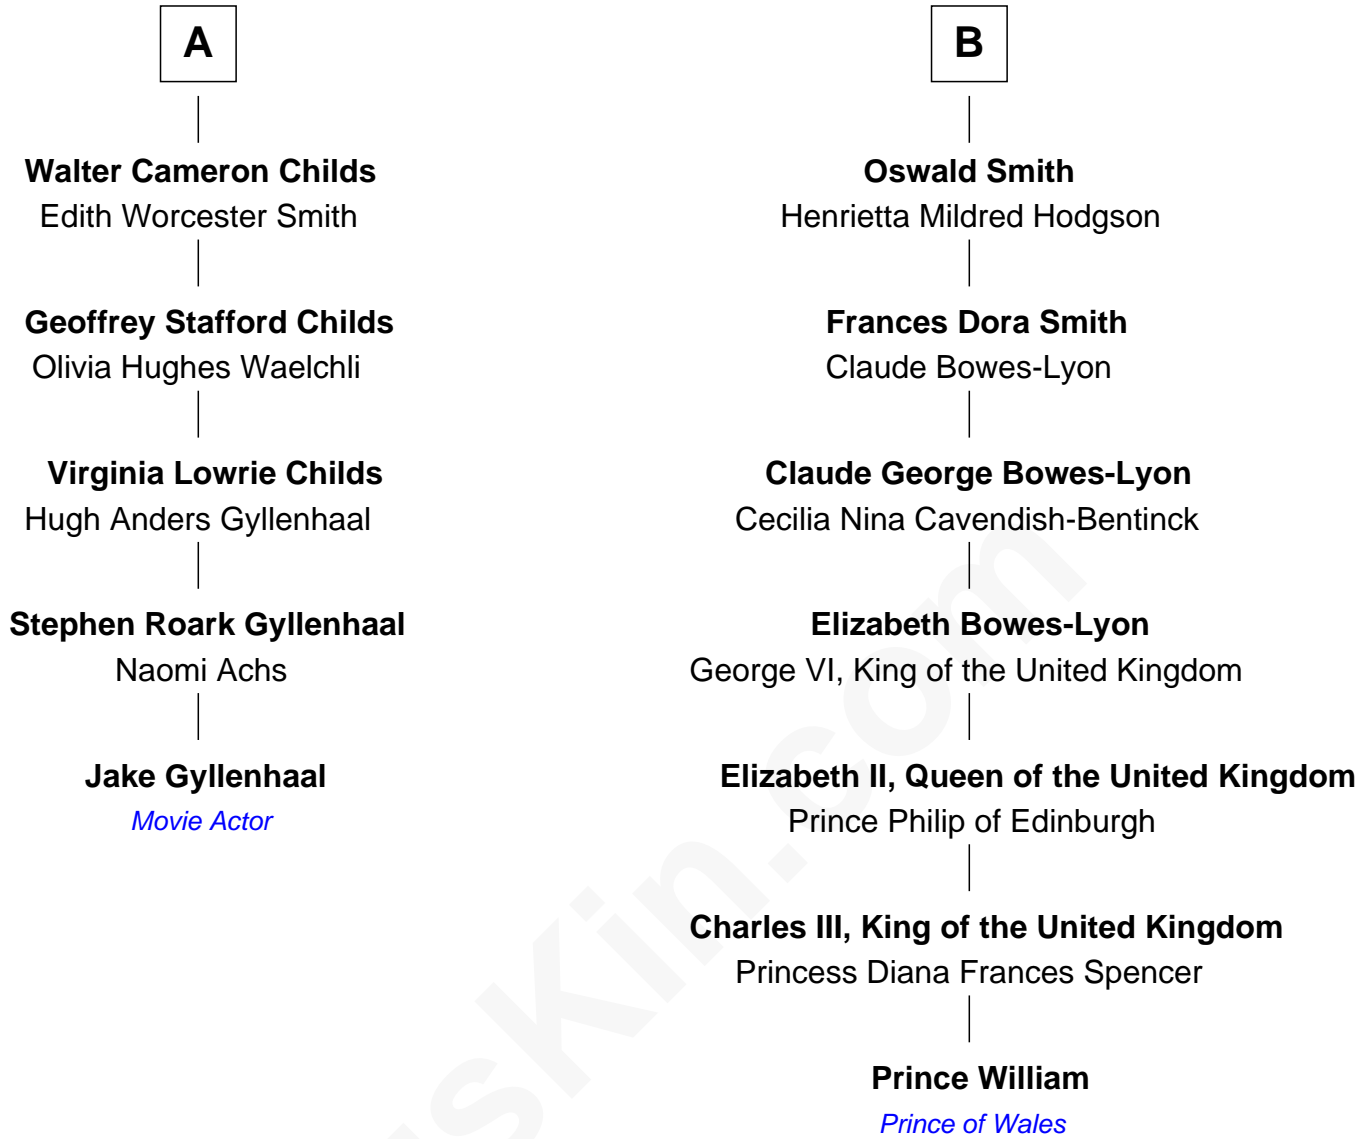 A
Walter Cameron Childs
Edith Worcester Smith
Geoffrey Stafford Childs
Olivia Hughes Waelchli
Virginia Lowrie Childs
Hugh Anders Gyllenhaal
Stephen Roark Gyllenhaal
Naomi Achs
Jake Gyllenhaal
Movie Actor
B
Oswald Smith
Henrietta Mildred Hodgson
Frances Dora Smith
Claude Bowes-Lyon
Claude George Bowes-Lyon
Cecilia Nina Cavendish-Bentinck
Elizabeth Bowes-Lyon
George VI, King of the United Kingdom
Elizabeth II, Queen of the United Kingdom
Prince Philip of Edinburgh
Charles III, King of the United Kingdom
Princess Diana Frances Spencer
Prince William
Prince of Wales
sKin.com